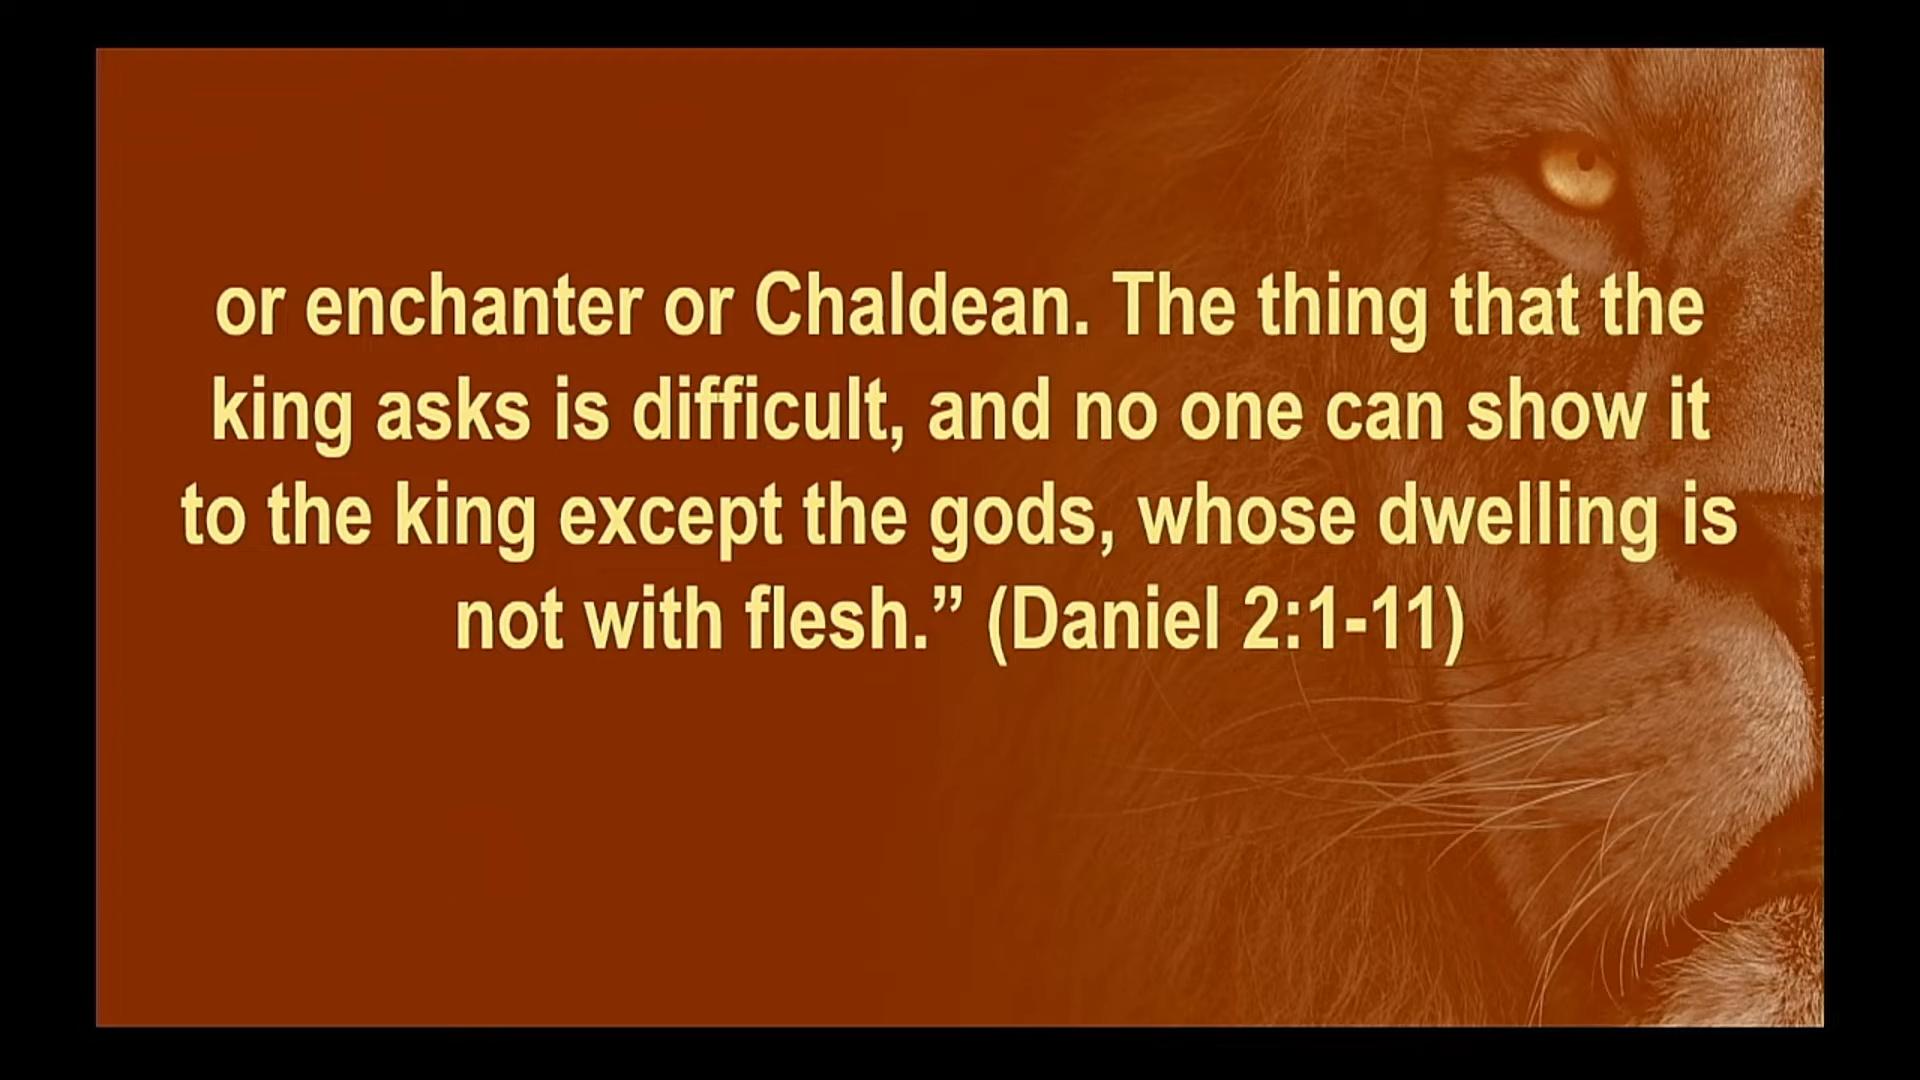 or enchanter or Chaldean. The thing that the
king asks is difficult, and no one can show it
to the king except the gods, whose dwelling is
not with flesh.” (Daniel 2:1-11)